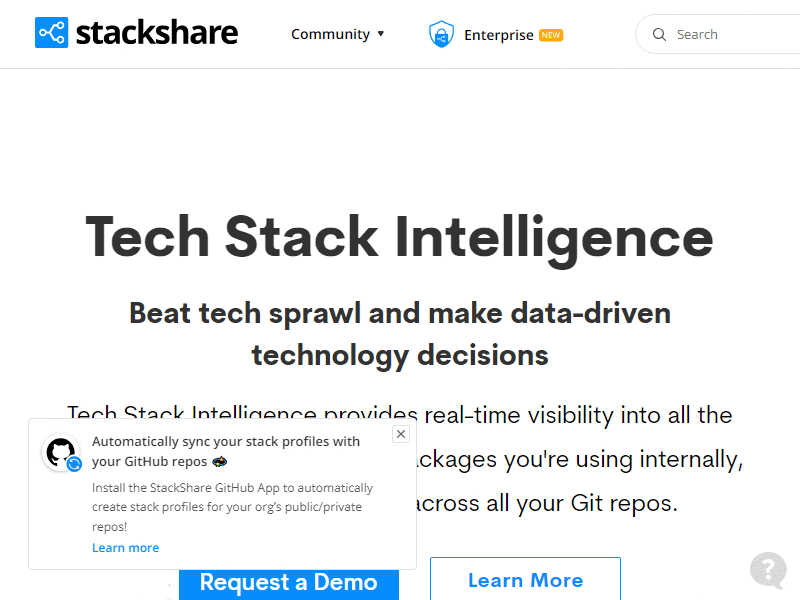 stackshare
Community
Enterprise NEW
Search
Tech Stack Intelligence
Beat tech sprawl and make data-driven
technology decisions
Tech Stack Intelligence provides real-time visibility into all the
ckages you're using internally,
across all your Git repos.
Automatically sync your stack profiles with
your GitHub repos
Install the StackShare GitHub App to automatically
create stack profiles for your org's public/private
repos!
Learn more
Request a Demo
Learn More